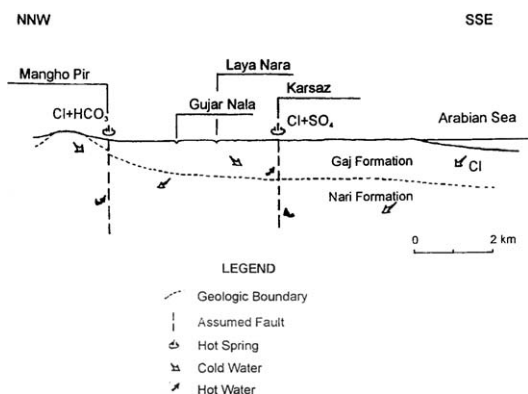 NNW
SSE
Laya Nara
Mangho Pir
Karsaz
Cl+HCO3
Gujar Nala
Cl+SO4
Arabian Sea
Gaj Formation
Cl
Nari Formation
0 2 km
LEGEND
Geologic Boundary
Assumed Fault
Hot Spring
Cold Water
Hot Water